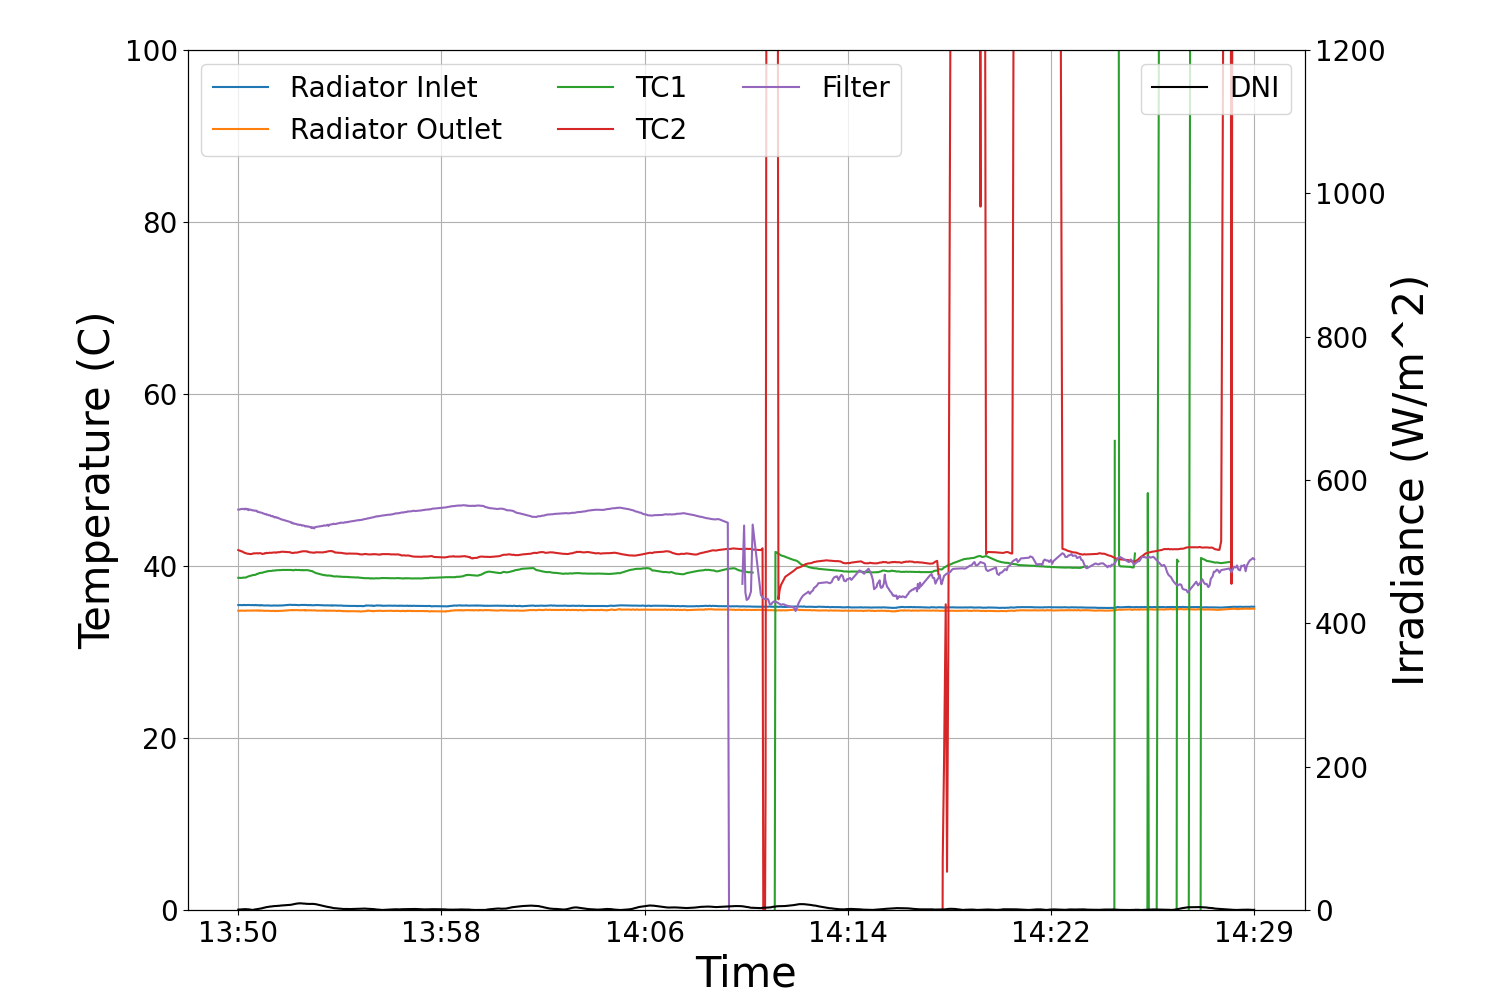 100
80
60
40
20
0
Temperature (C)
Radiator Inlet
Radiator Outlet
TC1
TC2
Filter
DNI
1200
1000
800
600
400
200
0
Irradiance (W/m^2)
13:50
13:58
14:06
14:14
14:22
14:29
Time